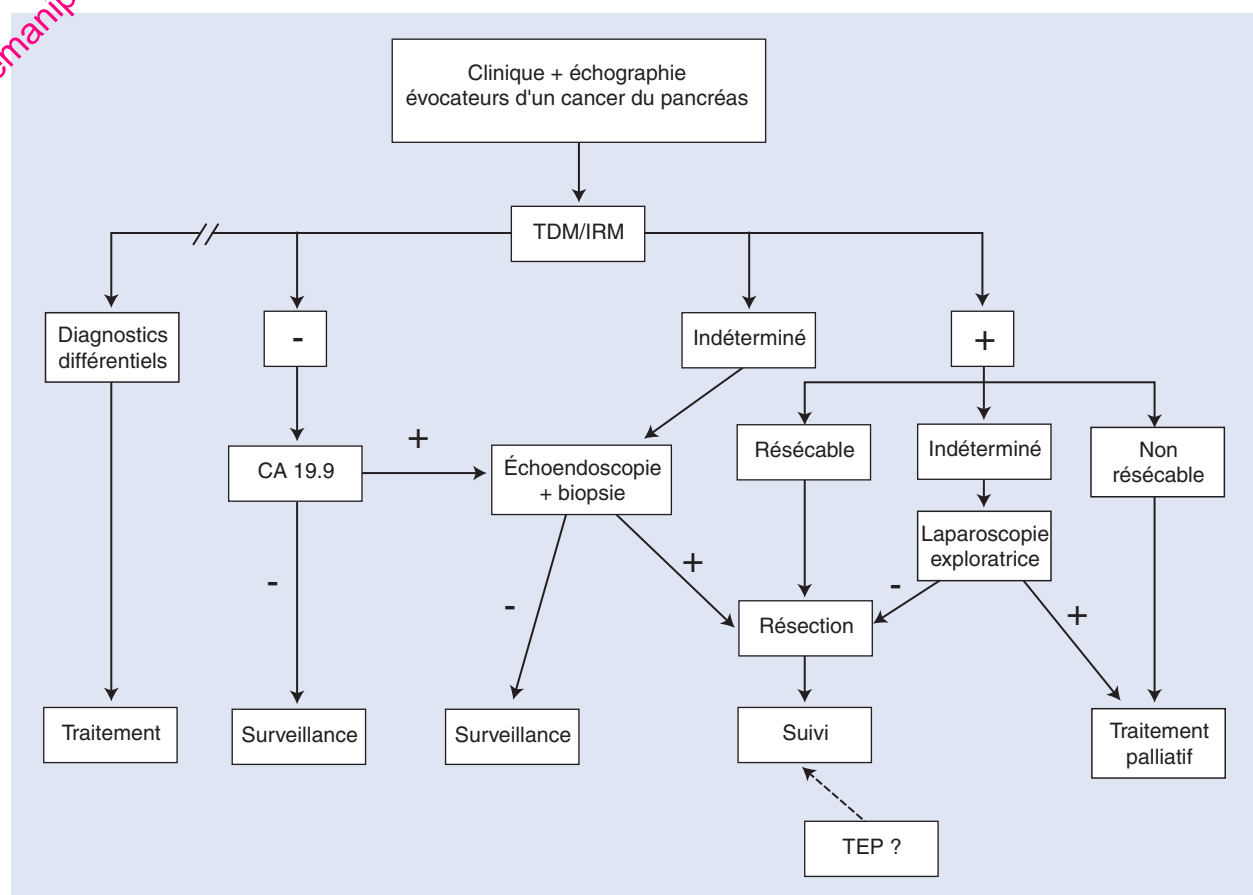 Clinique + échographie
évocateurs d'un cancer du pancréas
TDM/IRM
Diagnostics
différentiels
-
Indéterminé
+
CA 19.9
+
Échoendoscopie
+ biopsie
Résécable
Indéterminé
Non
résécable
Laparoscopie
exploratrice
-
-
+
-
+
Résection
Traitement
Surveillance
Surveillance
Suivi
Traitement
palliatif
TEP ?